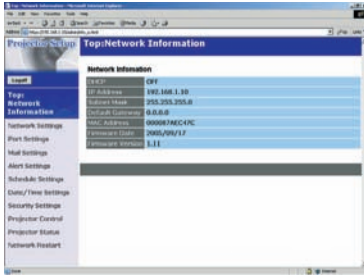 Projector Setup
Top:Network Information
Logoff
Top:
Network
Information
Network Settings
Port Settings
Mail Settings
Alert Settings
Schedule Settings
Date/Time Settings
Security Settings
Projector Control
Projector Status
Network Restart
Network Infomation
DHCP OFF
IP Address 192.168.1.10
Subnet Mask 255.255.255.0
Default Gateway 0.0.0.0
MAC Address 000087AEC47C
Firmware Date 2005/09/17
Firmware Version 1.11